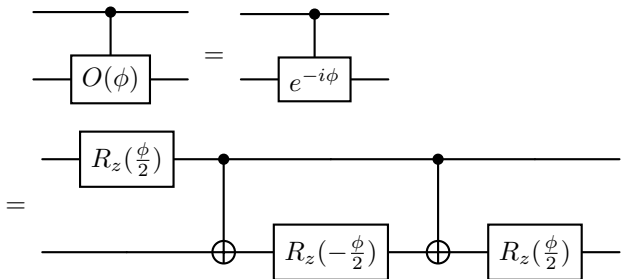 O(ϕ) = e^{-iϕ}
R_z(ϕ/2)
= R_z(-ϕ/2) R_z(ϕ/2)